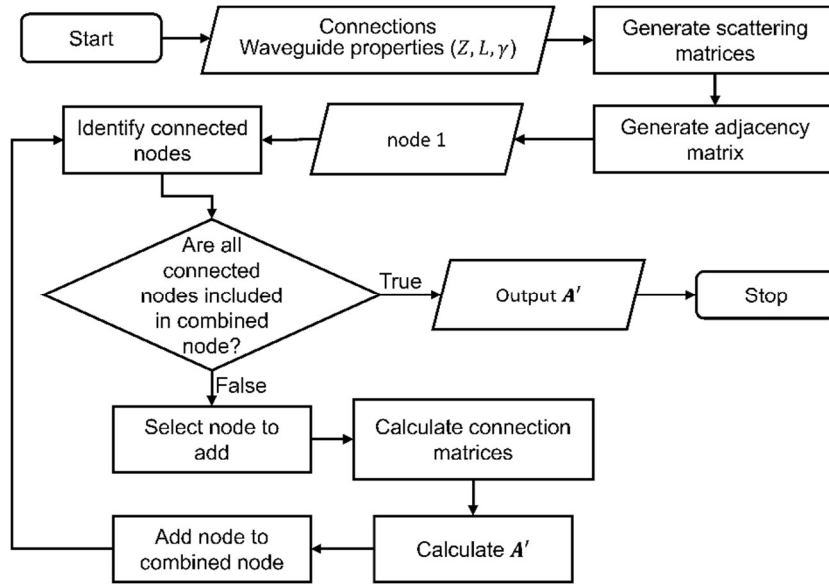 Start
Connections
Waveguide properties (Z, L, γ)
Generate scattering
matrices
Generate adjacency
matrix
node 1
Identify connected
nodes
Are all
connected
nodes included
in combined
node?
True
Output A′
Stop
False
Select node to
add
Calculate connection
matrices
Calculate A′
Add node to
combined node